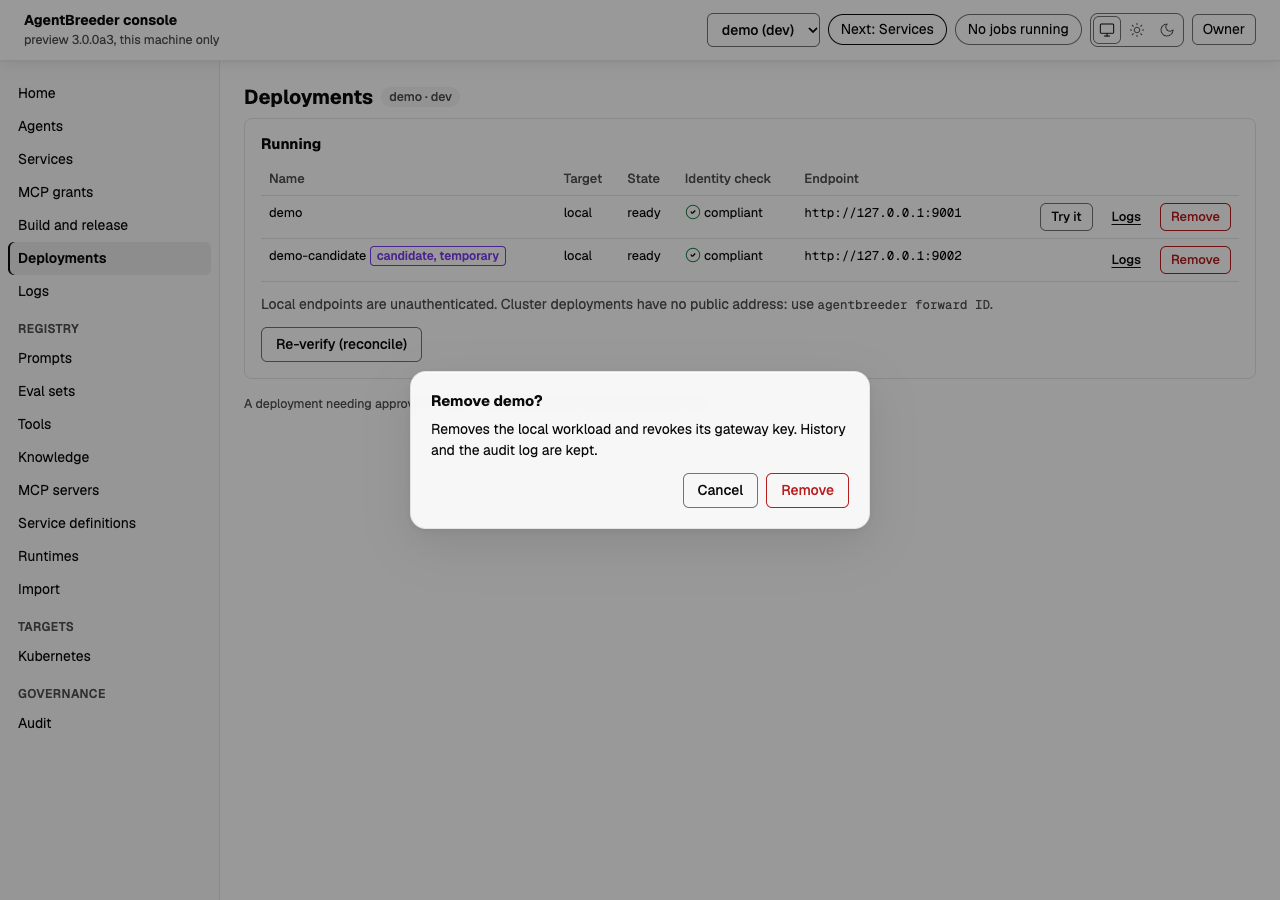 AgentBreeder console
preview 3.0.0a3, this machine only
demo (dev)
Next: Services
No jobs running
Owner
Home
Agents
Services
MCP grants
Build and release
Deployments
Logs
REGISTRY
Prompts
Eval sets
Tools
Knowledge
MCP servers
Service definitions
Runtimes
Import
TARGETS
Kubernetes
GOVERNANCE
Audit
Deployments demo · dev
Running
Name Target State Identity check Endpoint
demo local ready compliant http://127.0.0.1:9001 Try it Logs Remove
demo-candidate candidate, temporary local ready compliant http://127.0.0.1:9002 Logs Remove
Local endpoints are unauthenticated. Cluster deployments have no public address: use agentbreeder forward ID.
Re-verify (reconcile)
A deployment needing
Remove demo?
Removes the local workload and revokes its gateway key. History
and the audit log are kept.
Cancel
Remove